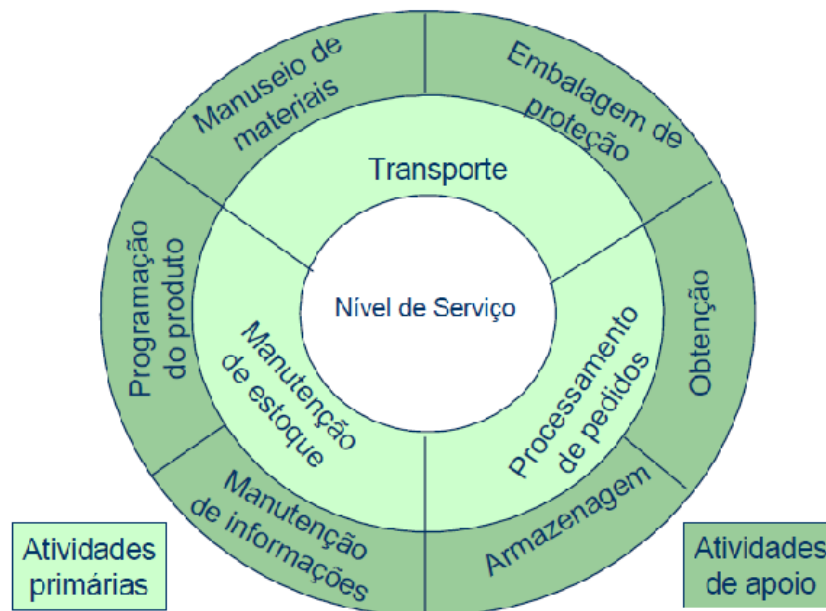 Manuseio de
materiais
Embalagem de
proteção
Transporte
Programação
do produto
Nível de Serviço
Obtenção
Manutenção
de estoque
Processamento
de pedidos
Manutenção
de informações
Armazenagem
Atividades
primárias
Atividades
de apoio